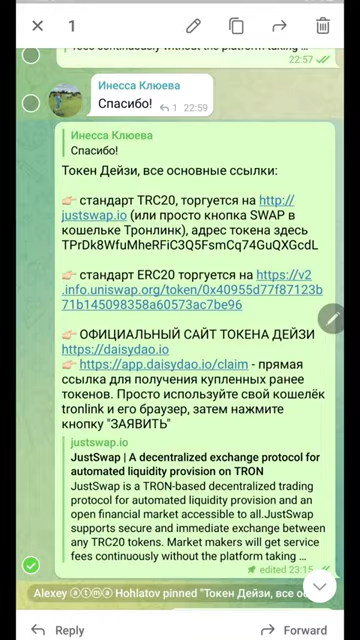 1
fees continuously without the platform taking ...
22:57
Инесса Клюева
Спасибо!
1 22:59
Инесса Клюева
Спасибо!
Токен Дейзи, все основные ссылки:
👉🏻 стандарт TRC20, торгуется на http://
justswap.io (или просто кнопка SWAP в
кошельке Тронлинк), адрес токена здесь
TPrDk8WfuMheRFiC3Q5FsmCq74GuQXGcdL
👉🏻 стандарт ERC20 торгуется на https://v2
.info.uniswap.org/token/0x40955d77f87123b
71b145098358a60573ac7be96
👉🏻 ОФИЦИАЛЬНЫЙ САЙТ ТОКЕНА ДЕЙЗИ
https://daisydao.io
👉🏻 https://app.daisydao.io/claim - прямая
ссылка для получения купленных ранее
токенов. Просто используйте свой кошелёк
tronlink и его браузер, затем нажмите
кнопку "ЗАЯВИТЬ"
justswap.io
JustSwap | A decentralized exchange protocol for
automated liquidity provision on TRON
JustSwap is a TRON-based decentralized trading
protocol for automated liquidity provision and an
open financial market accessible to all.JustSwap
supports secure and immediate exchange between
any TRC20 tokens. Market makers will get service
fees continuously without the platform taking ...
edited 23:15
Alexey ⓐⓣⓜⓐ Hohlatov pinned "Токен Дейзи, все ос
Reply
Forward